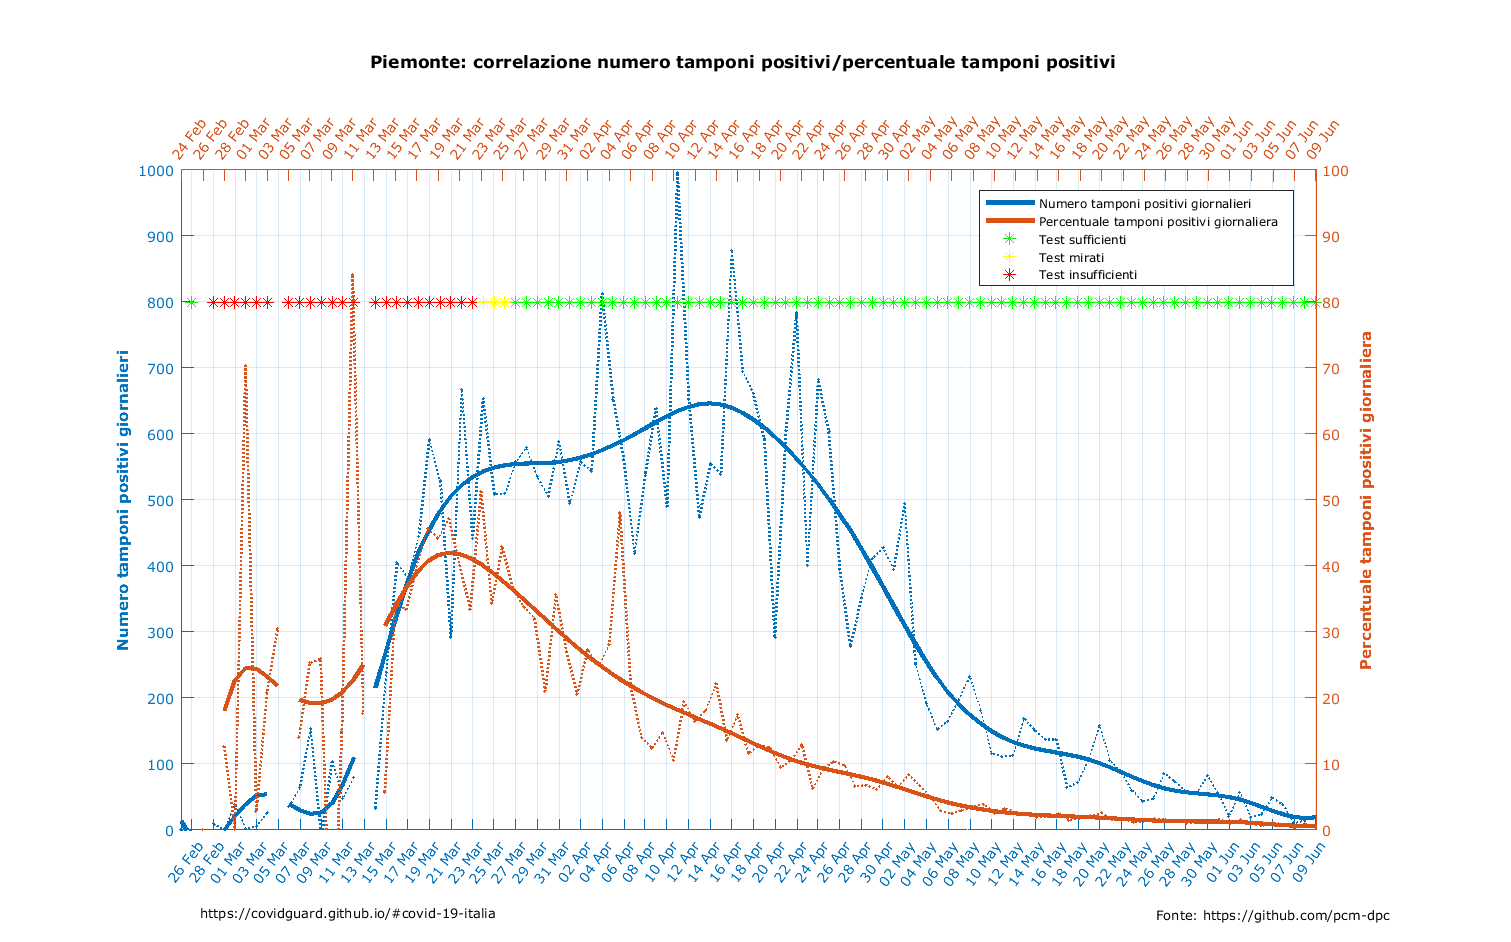 Piemonte: correlazione numero tamponi positivi/percentuale tamponi positivi
24 Feb 26 Feb 28 Feb 01 Mar 03 Mar 05 Mar 07 Mar 09 Mar 11 Mar 13 Mar 15 Mar 17 Mar 19 Mar 21 Mar 23 Mar 25 Mar 27 Mar 29 Mar 31 Mar 02 Apr 04 Apr 06 Apr 08 Apr 10 Apr 12 Apr 14 Apr 16 Apr 18 Apr 20 Apr 22 Apr 24 Apr 26 Apr 28 Apr 30 Apr 02 May 04 May 06 May 08 May 10 May 12 May 14 May 16 May 18 May 20 May 22 May 24 May 26 May 28 May 30 May 01 Jun 03 Jun 05 Jun 07 Jun 09 Jun
1000 100
900 90
800 80
700 70
600 60
500 50
400 40
300 30
200 20
100 10
0 0
Numero tamponi positivi giornalieri
Percentuale tamponi positivi giornaliera
Numero tamponi positivi giornalieri
Percentuale tamponi positivi giornaliera
Test sufficienti
Test mirati
Test insufficienti
26 Feb 28 Feb 01 Mar 03 Mar 05 Mar 07 Mar 09 Mar 11 Mar 13 Mar 15 Mar 17 Mar 19 Mar 21 Mar 23 Mar 25 Mar 27 Mar 29 Mar 31 Mar 02 Apr 04 Apr 06 Apr 08 Apr 10 Apr 12 Apr 14 Apr 16 Apr 18 Apr 20 Apr 22 Apr 24 Apr 26 Apr 28 Apr 30 Apr 02 May 04 May 06 May 08 May 10 May 12 May 14 May 16 May 18 May 20 May 22 May 24 May 26 May 28 May 30 May 01 Jun 03 Jun 05 Jun 07 Jun 09 Jun
https://covidguard.github.io/#covid-19-italia
Fonte: https://github.com/pcm-dpc